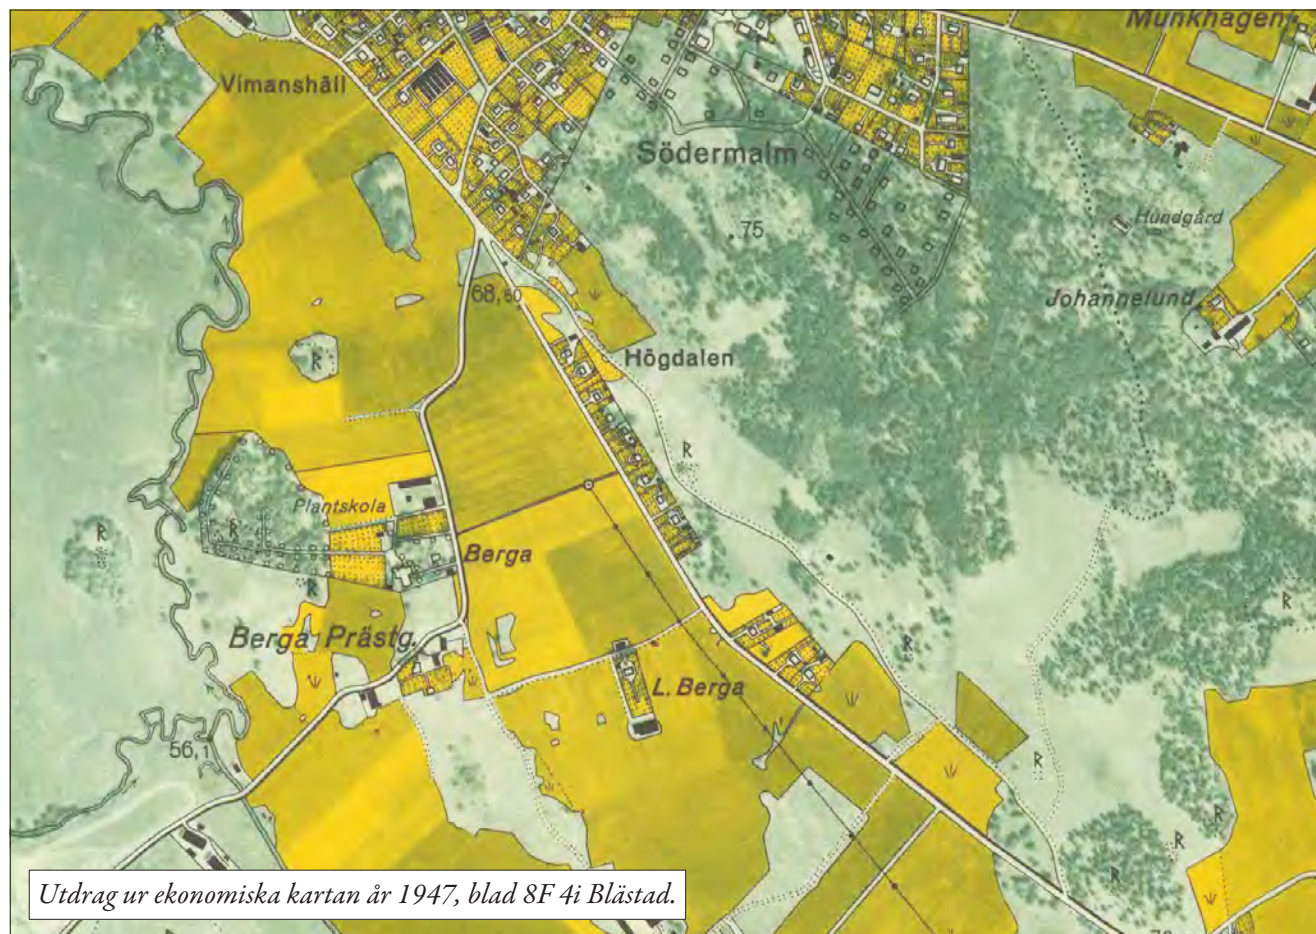 Munkhagen
Vimanshäll
Södermalm
.75
Hundgård
Johannelund
68,60
Högdalen
R
R
Plantskola
R
R
Berga
R
R
Berga Prästg.
R
L. Berga
56,1
R
R
R
Utdrag ur ekonomiska kartan år 1947, blad 8F 4i Blästad.